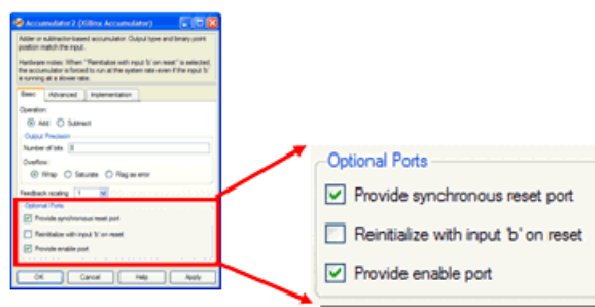 Accumulator2 (Xilinx Accumulator)
Adder or subtractor-based accumulator. Output type and binary point
position match the input.
Hardware notes: When "Reinitialize with input 'b' on reset" is selected,
the accumulator is forced to run at the system rate even if the input 'b'
is running at a slower rate.
Basic Advanced Implementation
Operation:
Add Subtract
Output Precision
Number of bits
Overflow:
Wrap Saturate Flag as error
Feedback scaling 1
Optional Ports
Provide synchronous reset port
Reinitialize with input 'b' on reset
Provide enable port
OK Cancel Help Apply
Optional Ports
Provide synchronous reset port
Reinitialize with input 'b' on reset
Provide enable port